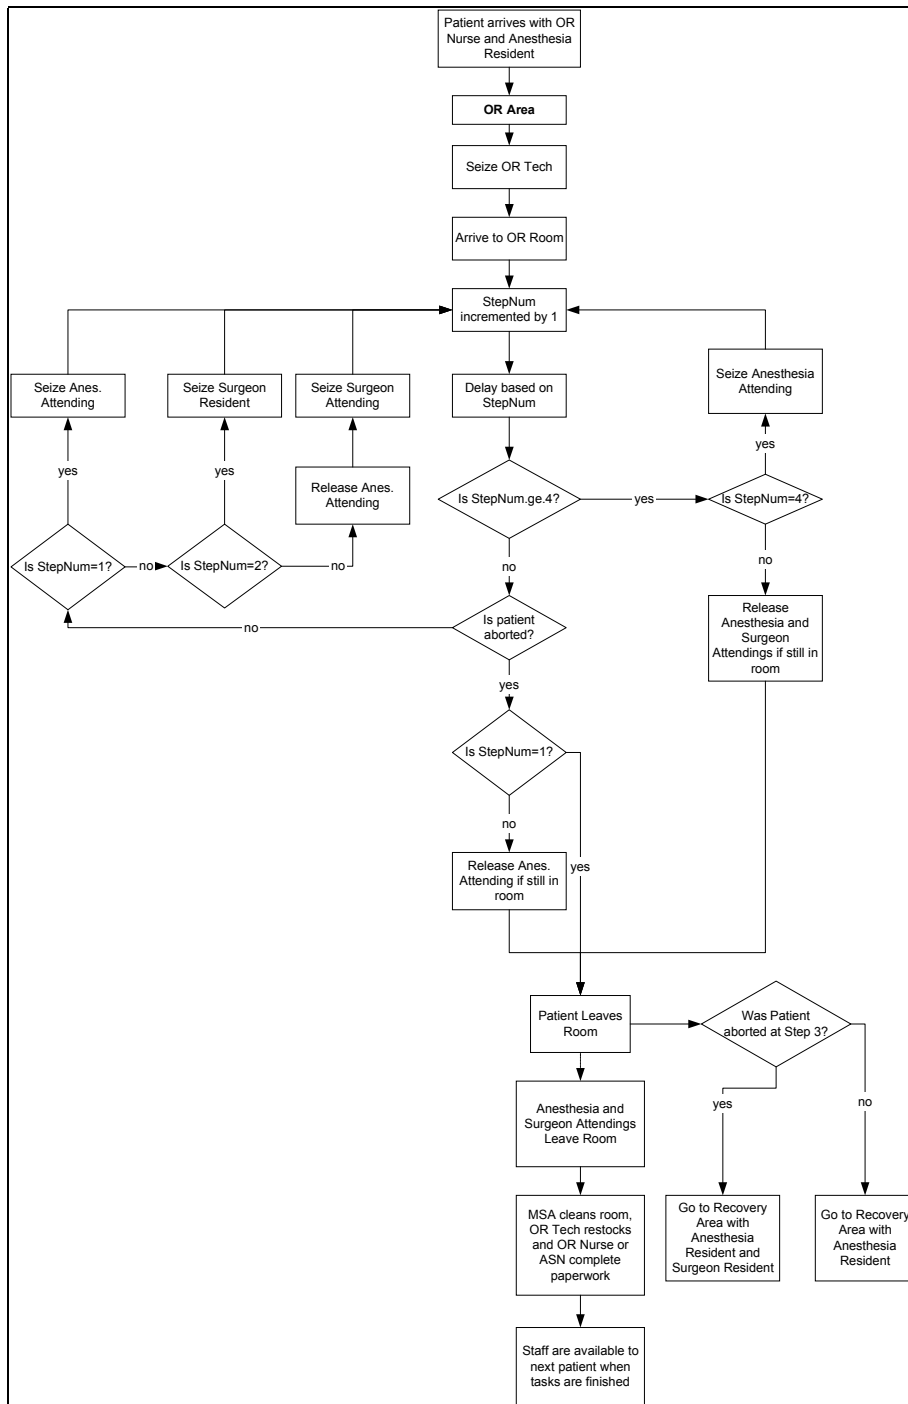 Patient arrives with OR
Nurse and Anesthesia
Resident
OR Area
Seize OR Tech
Arrive to OR Room
StepNum
incremented by 1
Seize Anes.
Attending
Seize Surgeon
Resident
Seize Surgeon
Attending
Delay based on
StepNum
Seize Anesthesia
Attending
yes
yes
Release Anes.
Attending
Is StepNum.ge.4?
yes
yes
Is StepNum=4?
Is StepNum=1?
no
Is StepNum=2?
no
no
no
Is patient
aborted?
no
Release
Anesthesia and
Surgeon
Attendings if still in
room
yes
Is StepNum=1?
no
yes
Release Anes.
Attending if still in
room
Patient Leaves
Room
Was Patient
aborted at Step 3?
yes
no
Anesthesia and
Surgeon Attendings
Leave Room
MSA cleans room,
OR Tech restocks
and OR Nurse or
ASN complete
paperwork
Go to Recovery
Area with
Anesthesia
Resident and
Surgeon Resident
Go to Recovery
Area with
Anesthesia
Resident
Staff are available to
next patient when
tasks are finished